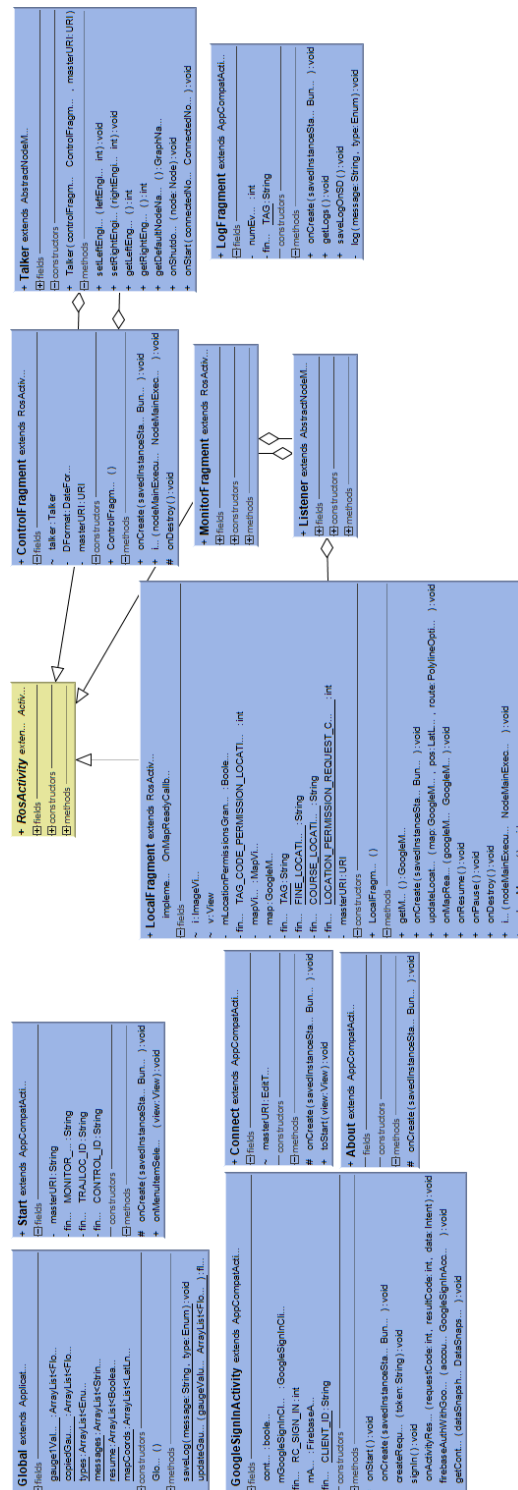 + Global extends Applicat...
fields
gaugeValu... :ArrayList<Flo...
copiedGau... :ArrayList<Flo...
types:ArrayList<Enu...
messages:ArrayList<Strin...
resume:ArrayList<Boolea...
mapCoords:ArrayList<LatLn...
constructors
Glo... ()
methods
saveLog(message:String, type:Enum):void
updateGau... (gaugeValu... ArrayList<Flo... ):fl...
+ Start extends AppCompatActi...
fields
- masterURI:String
- fin... MONITOR_... :String
- fin... TRAJLOC_ID:String
- fin... CONTROL_ID:String
constructors
methods
# onCreate(savedInstanceSta... Bun... ):void
+ onMenuItemSele... (view:View):void
GoogleSignInActivity extends AppCompatActi...
fields
cont... :boole...
mGoogleSignInCl... :GoogleSignInCli...
fin... RC_SIGN_IN:int
mA... :FirebaseA...
fin... CLIENT_ID:String
methods
onStart():void
onCreate(savedInstanceSta... Bun... ):void
createRequ... (token:String):void
signIn():void
onActivityRes... (requestCode:int, resultCode:int, data:Intent):void
firebaseAuthWithGoo... (accou... GoogleSignInAcc... ):void
getCont... (dataSnapsh... DataSnaps... ):void
+ Connect extends AppCompatActi...
fields
~ masterURI:EditT...
constructors
methods
# onCreate(savedInstanceSta... Bun... ):void
+ toStart(view:View):void
+ About extends AppCompatActi...
fields
constructors
methods
# onCreate(savedInstanceSta... Bun... ):void
+ RosActivity exten... Activ...
fields
constructors
methods
+ LocalFragment extends RosActiv...
impleme... OnMapReadyCallb...
fields
~ i:ImageVi...
v:View
mLocationPermissionsGran... :Boole...
- fin... TAG_CODE_PERMISSION_LOCATI... :int
mapVi... :MapVi...
map:GoogleM...
- fin... TAG:String
- fin... FINE_LOCATI... :String
- fin... COURSE_LOCATI... :String
- fin... LOCATION_PERMISSION_REQUEST_C... :int
masterURI:URI
constructors
+ LocalFragm... ()
methods
+ getM... ():GoogleM...
+ onCreate(savedInstanceSta... Bun... ):void
+ updateLocat... (map:GoogleM... , pos:LatL... , route:PolylineOpti... ):void
+ onMapRea... (googleM... GoogleM... ):void
+ onResume():void
+ onPause():void
+ onDestroy():void
+ i... (nodeMainExecu... NodeMainExec... ):void
+ ControlFragment extends RosActiv...
fields
~ talker:Talker
- DFormat:DateFor...
- masterURI:URI
constructors
+ ControlFragm... ()
methods
+ onCreate(savedInstanceSta... Bun... ):void
+ i... (nodeMainExecu... NodeMainExec... ):void
# onDestroy():void
+ MonitorFragment extends RosActiv...
fields
constructors
methods
+ Listener extends AbstractNodeM...
fields
constructors
methods
+ Talker extends AbstractNodeM...
fields
constructors
+ Talker(controlFragm... ControlFragm... , masterURI:URI)
methods
setLeftEngi... (leftEngi... int):void
+ setRightEngi... (rightEngi... int):void
+ getLeftEng... ():int
+ getRightEng... ():int
+ getDefaultNodeNa... ():GraphNa...
+ onShutdo... (node:Node):void
+ onStart(connectedNo... ConnectedNo... ):void
+ LogFragment extends AppCompatActi...
fields
- numEv... :int
fin... TAG:String
constructors
methods
+ onCreate(savedInstanceSta... Bun... ):void
+ getLogs():void
+ saveLogOnSD():void
- log(message:String, type:Enum):void